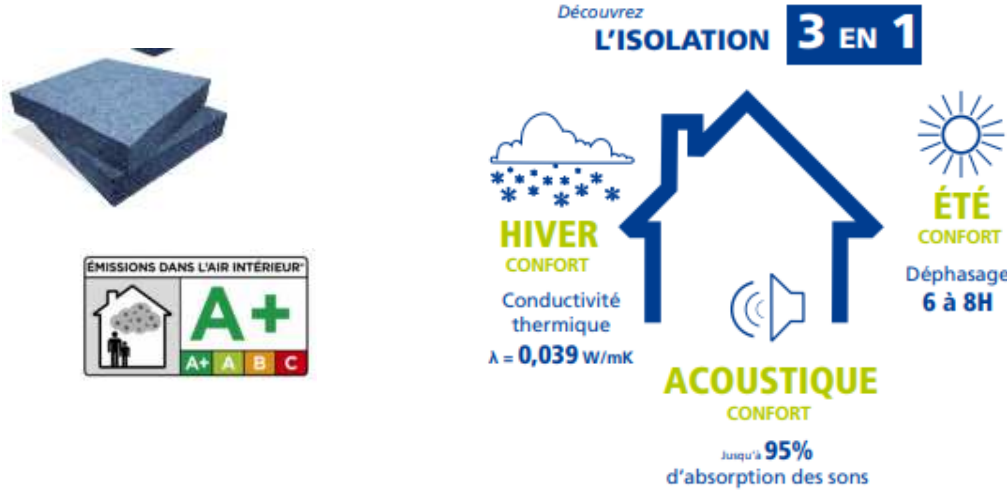 Découvrez
L'ISOLATION 3 EN 1
HIVER
CONFORT
Conductivité
thermique
λ = 0,039 W/mK
ÉTÉ
CONFORT
Déphasage
6 à 8H
ÉMISSIONS DANS L'AIR INTÉRIEUR*
A+
A+ A B C
ACOUSTIQUE
CONFORT
Jusqu'à 95%
d'absorption des sons